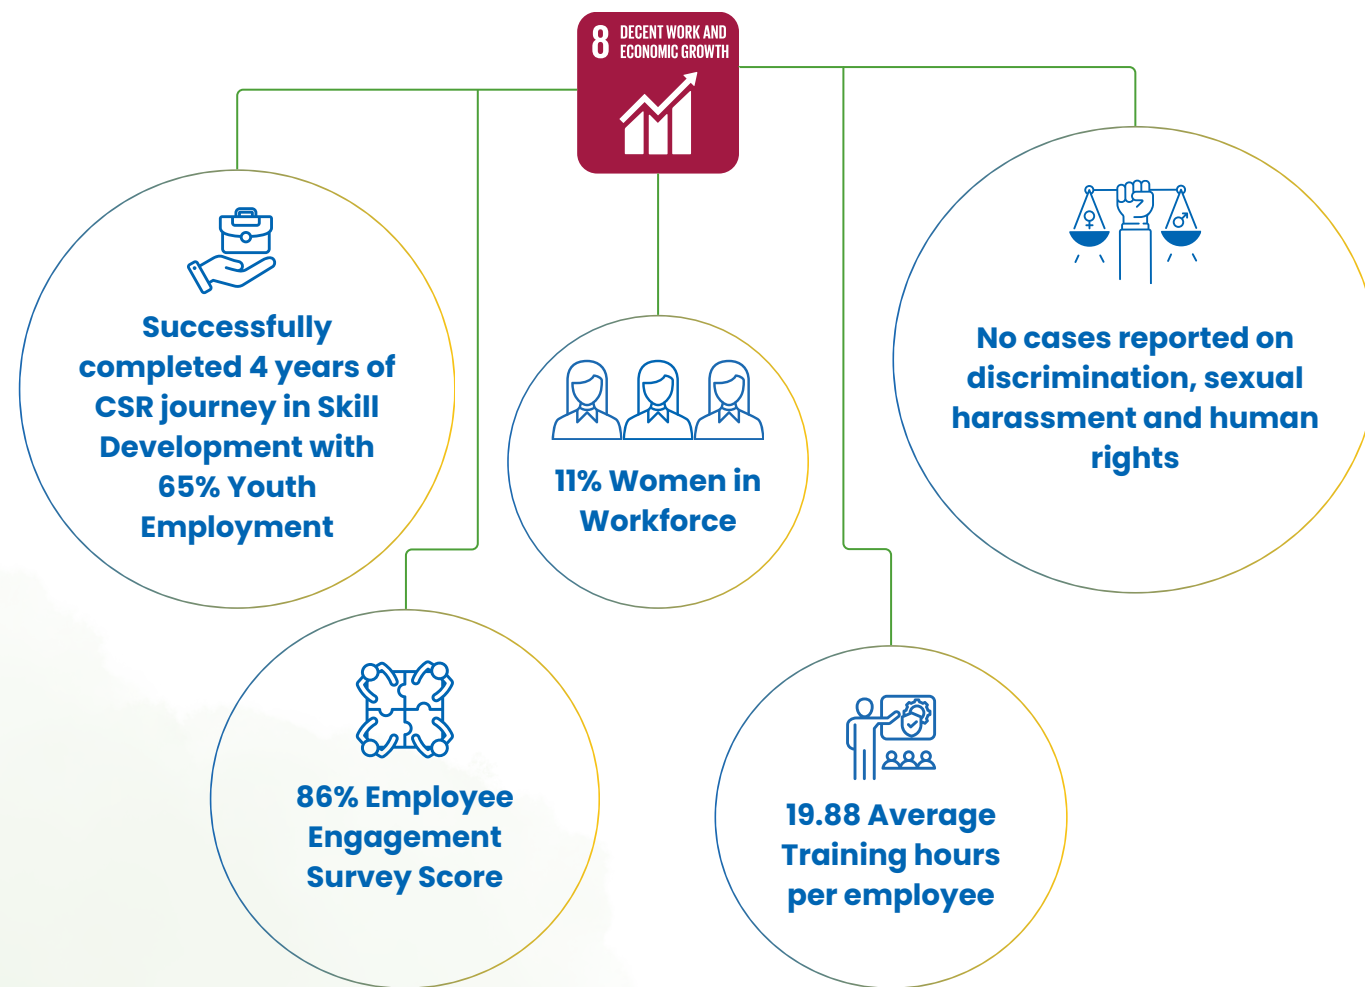 8 DECENT WORK AND
ECONOMIC GROWTH
Successfully
completed 4 years of
CSR journey in Skill
Development with
65% Youth
Employment
11% Women in
Workforce
No cases reported on
discrimination, sexual
harassment and human
rights
86% Employee
Engagement
Survey Score
19.88 Average
Training hours
per employee